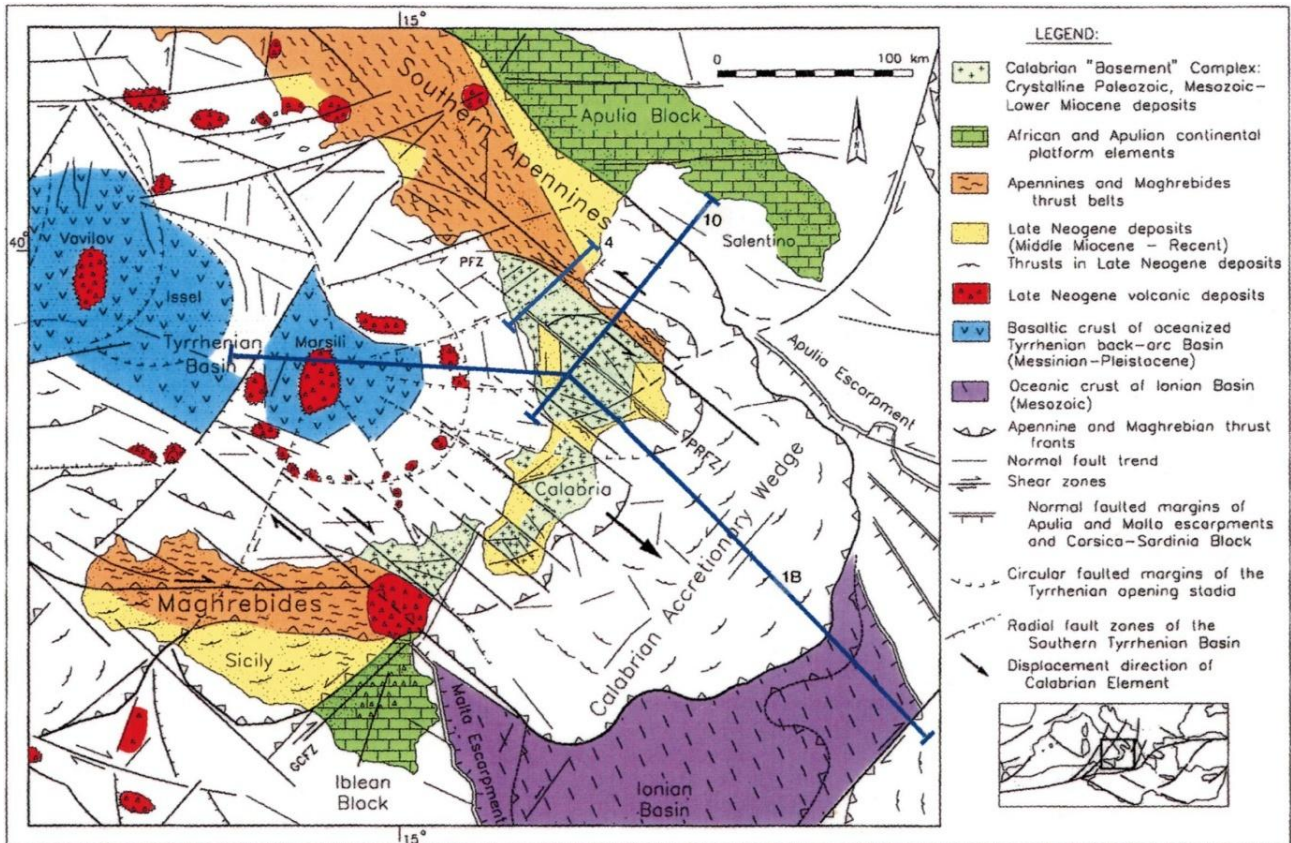 15°
0 100 km
N
Southern Apennines
Apulia Block
40°
Vavilov
Issel
Tyrrhenian
Basin
Marsili
PFZ
4
10
Salentino
Apulia Escarpment
PRFZ
Calabria
Calabrian Accretionary Wedge
1B
Maghrebides
Sicily
GCFZ
Iblean
Block
Malta Escarpment
Ionian
Basin
15°
LEGEND:
Calabrian "Basement" Complex:
Crystalline Paleozoic, Mesozoic-
Lower Miocene deposits
African and Apulian continental
platform elements
Apennines and Maghrebides
thrust belts
Late Neogene deposits
(Middle Miocene - Recent)
Thrusts in Late Neogene deposits
Late Neogene volcanic deposits
Basaltic crust of oceanized
Tyrrhenian back-arc Basin
(Messinian-Pleistocene)
Oceanic crust of Ionian Basin
(Mesozoic)
Apennine and Maghrebian thrust
fronts
Normal fault trend
Shear zones
Normal faulted margins of
Apulia and Malta escarpments
and Corsica-Sardinia Block
Circular faulted margins of the
Tyrrhenian opening stadia
Radial fault zones of the
Southern Tyrrhenian Basin
Displacement direction of
Calabrian Element